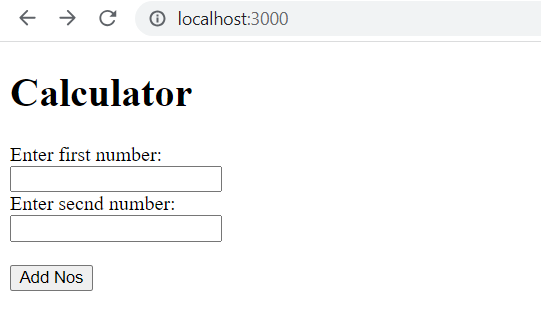 localhost:3000
Calculator
Enter first number:
Enter secnd number:
Add Nos